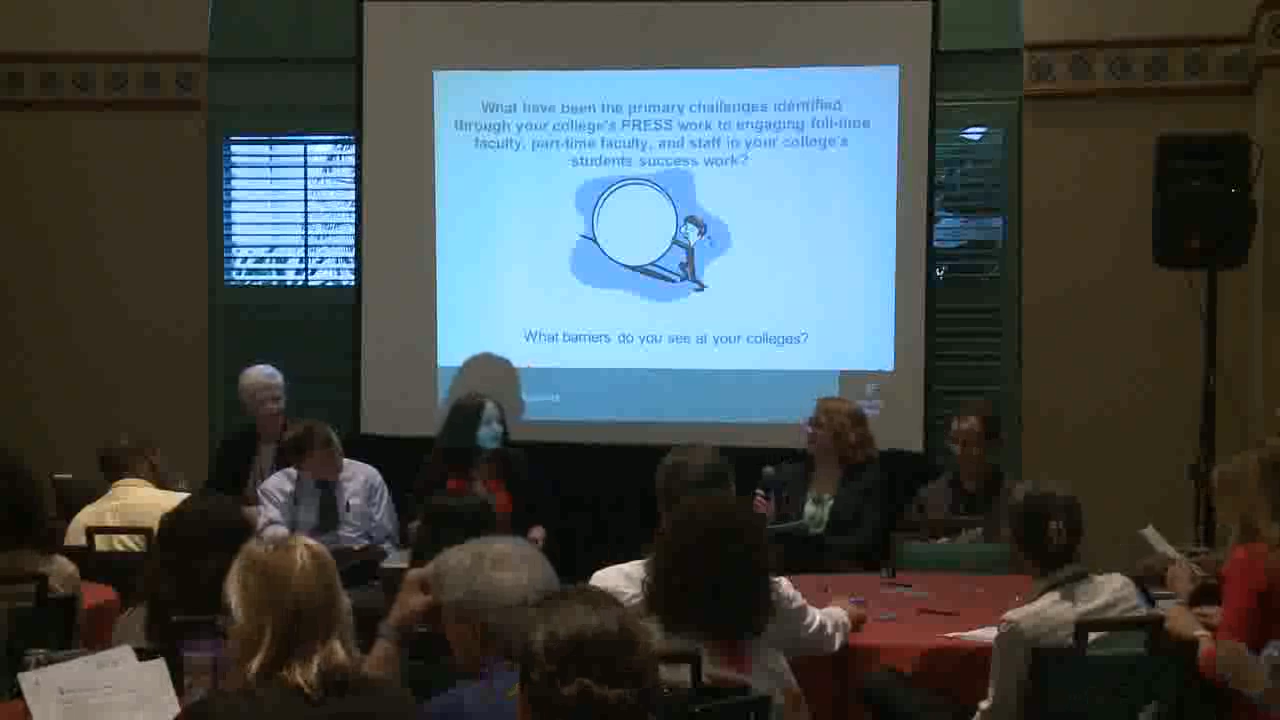 What have been the primary challenges identified
through your college's PRESS work to engaging full-time
faculty, part-time faculty, and staff in your college's
students success work?
What barriers do you see at your colleges?